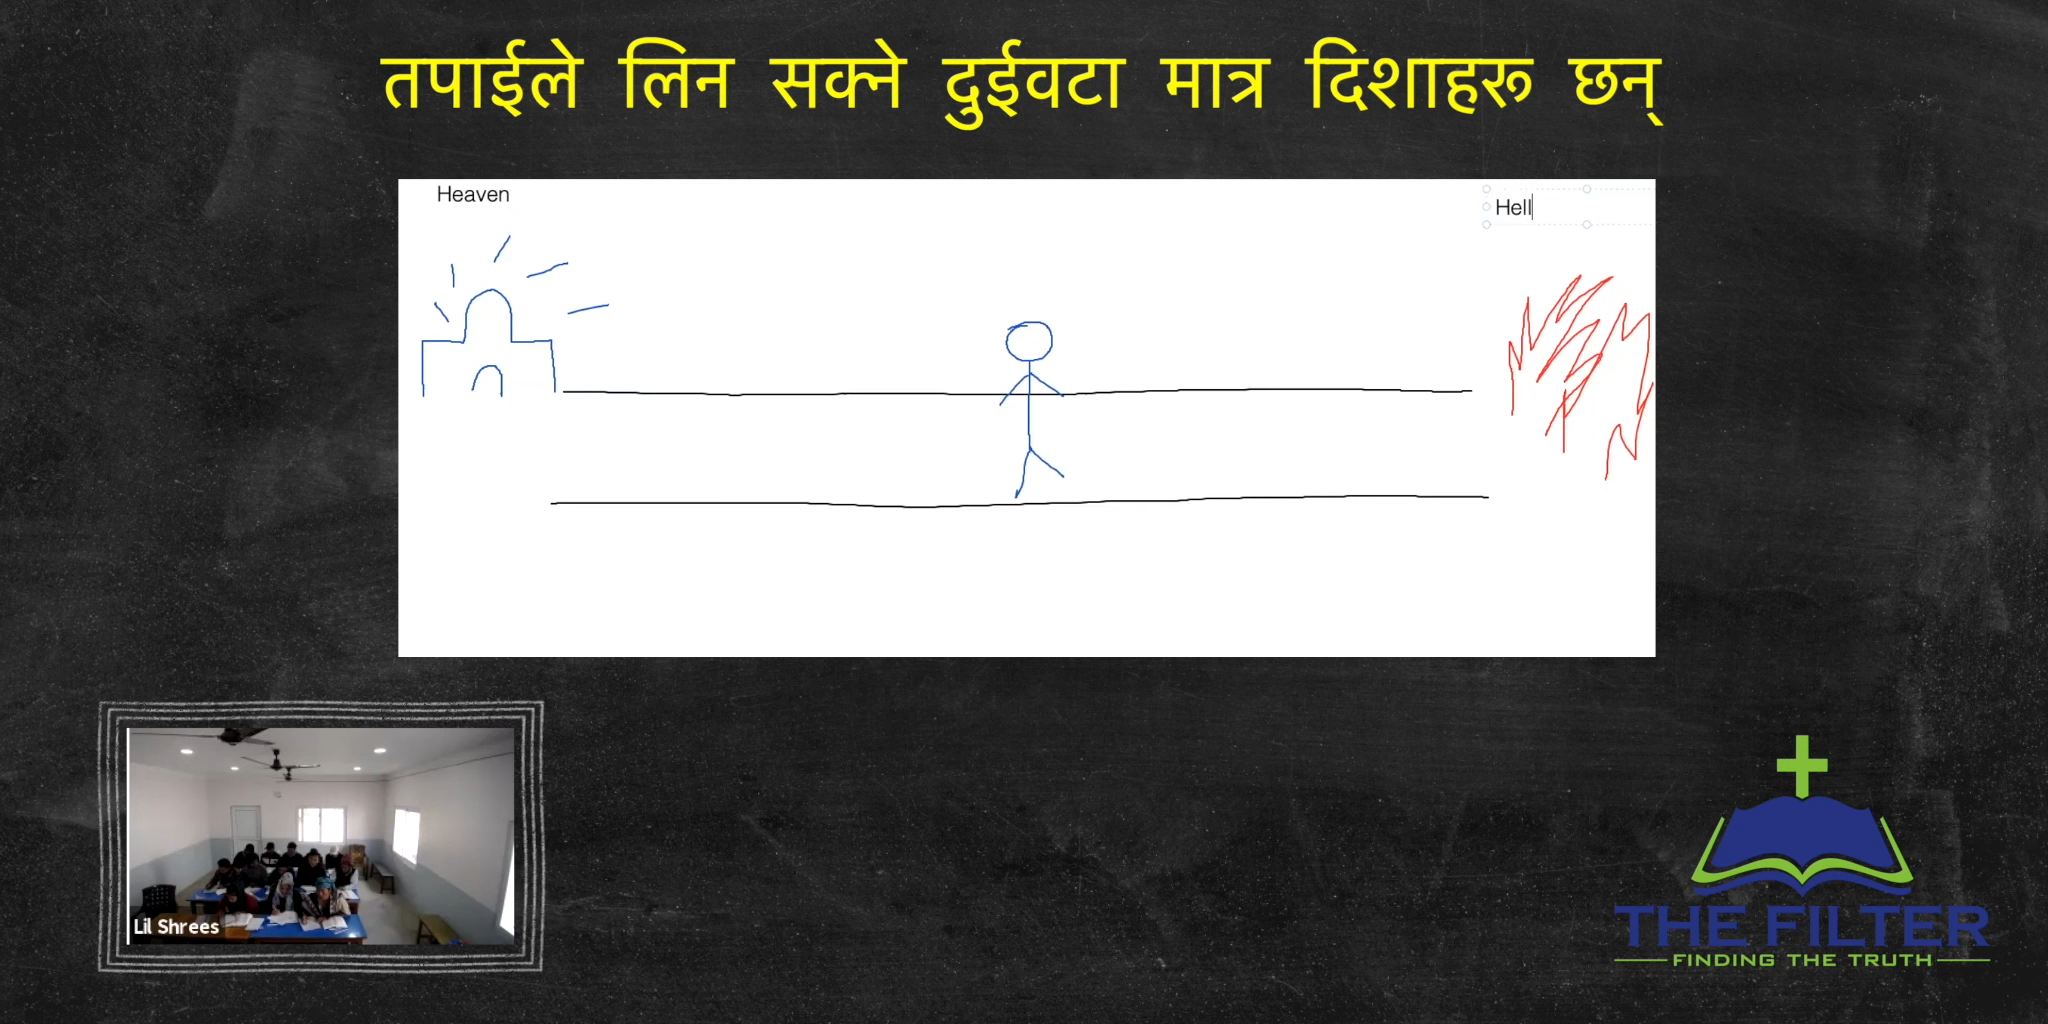 तपाईले लिन सक्ने दुईवटा मात्र दिशाहरू छन्
Heaven
Hell
Lil Shrees
THE FILTER
FINDING THE TRUTH